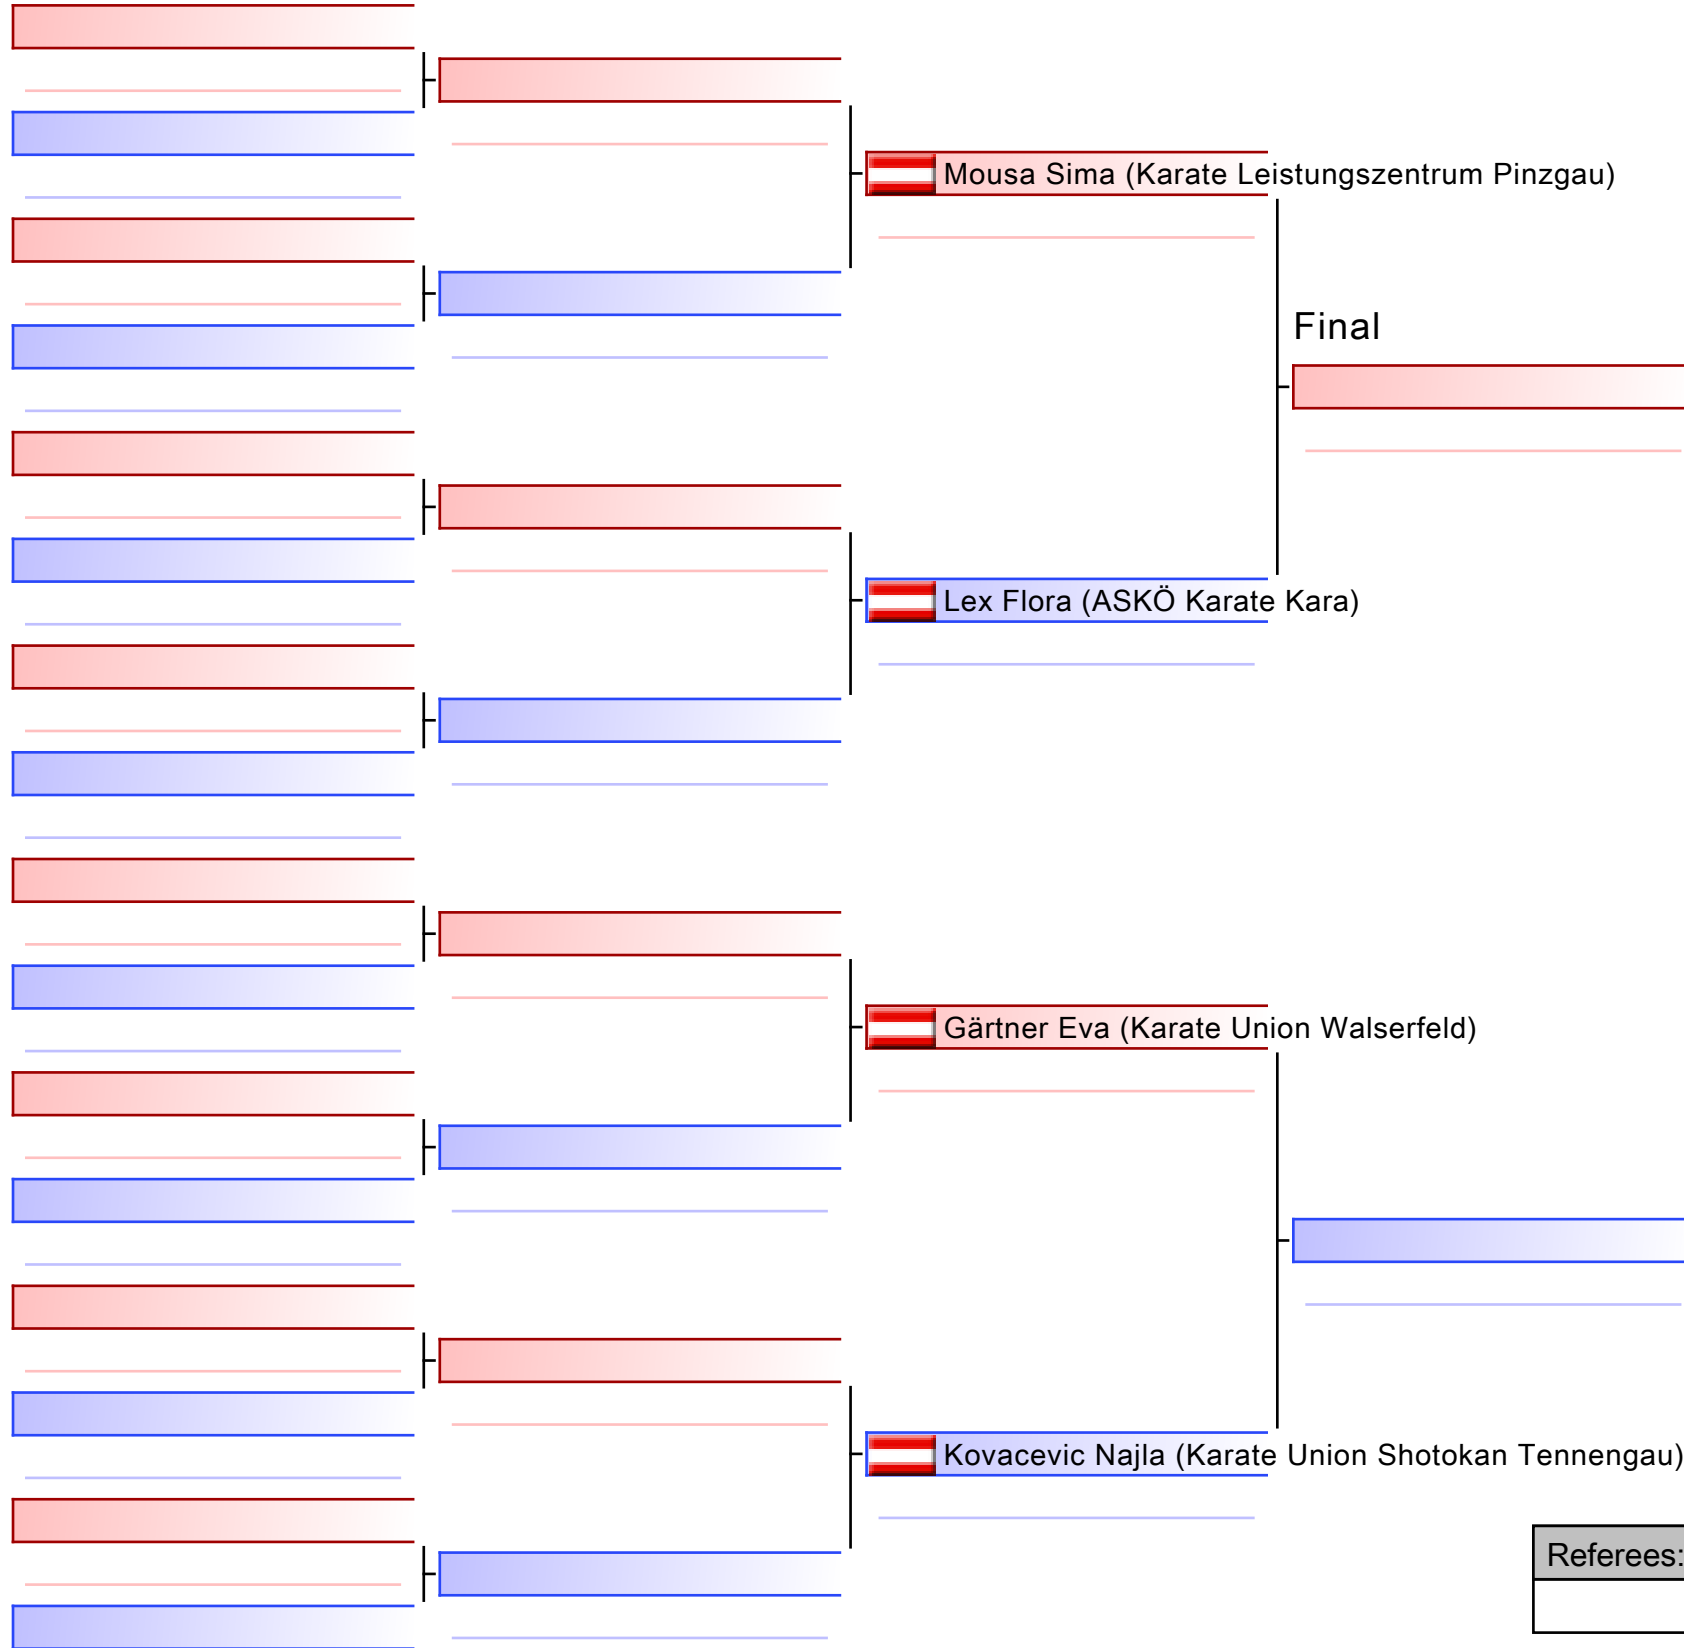 Mousa Sima (Karate Leistungszentrum Pinzgau)
Final
Lex Flora (ASKÖ Karate Kara)
Gärtner Eva (Karate Union Walserfeld)
Kovacevic Najla (Karate Union Shotokan Tennengau)
Referees: